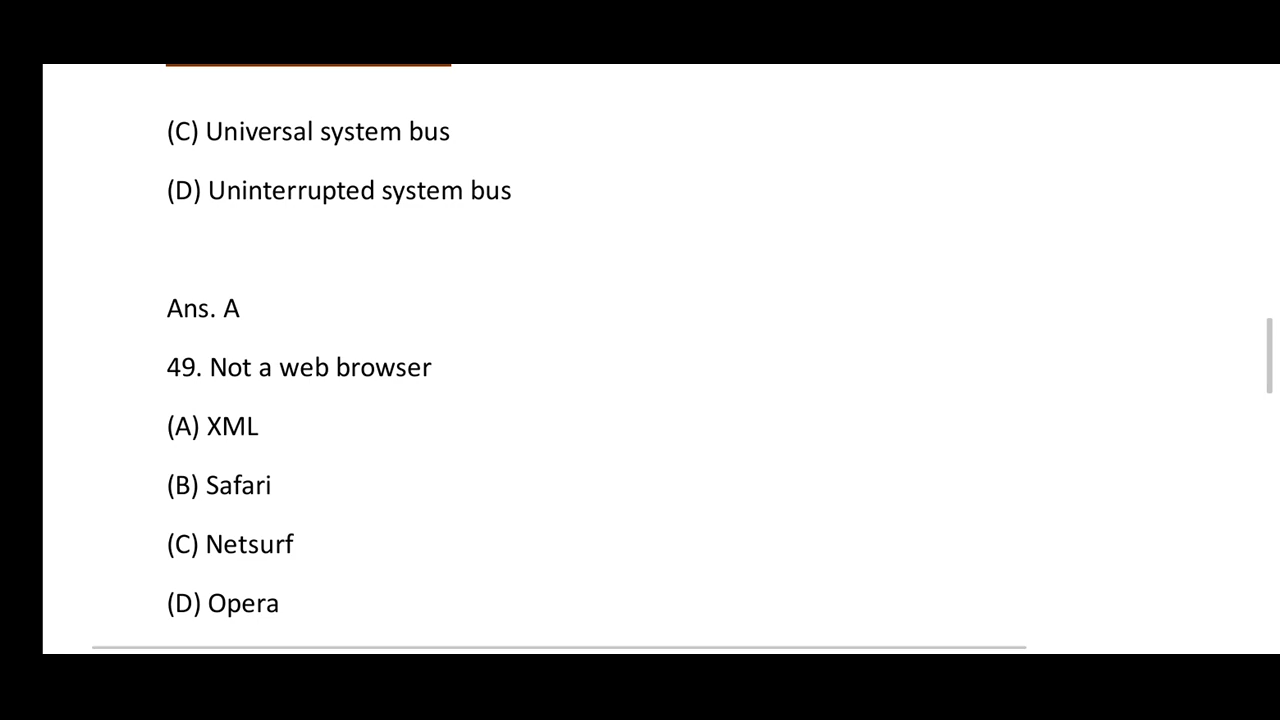 (C) Universal system bus
(D) Uninterrupted system bus
Ans. A
49. Not a web browser
(A) XML
(B) Safari
(C) Netsurf
(D) Opera